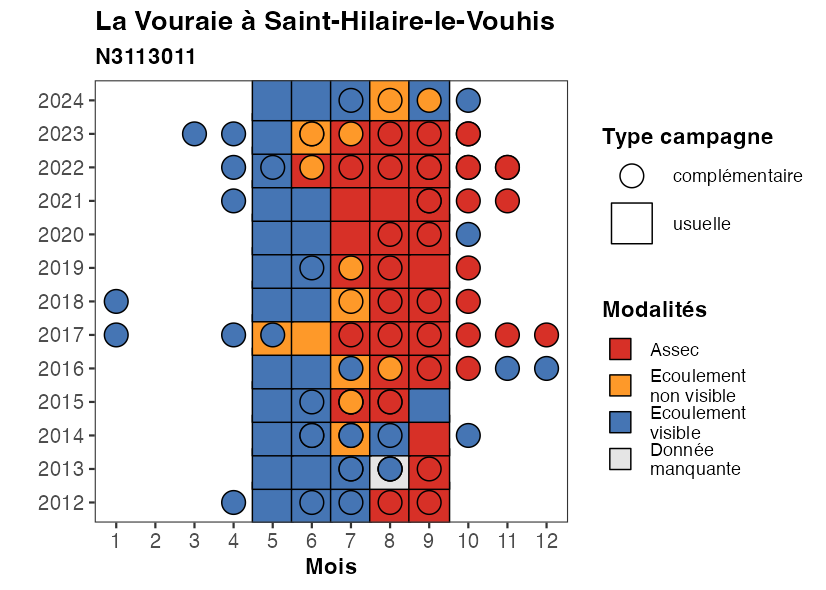 La Vouraie à Saint-Hilaire-le-Vouhis
N3113011
2024
2023
2022
2021
2020
2019
2018
2017
2016
2015
2014
2013
2012
1 2 3 4 5 6 7 8 9 10 11 12
Mois
Type campagne
complémentaire
usuelle
Modalités
Assec
Ecoulement
non visible
Ecoulement
visible
Donnée
manquante